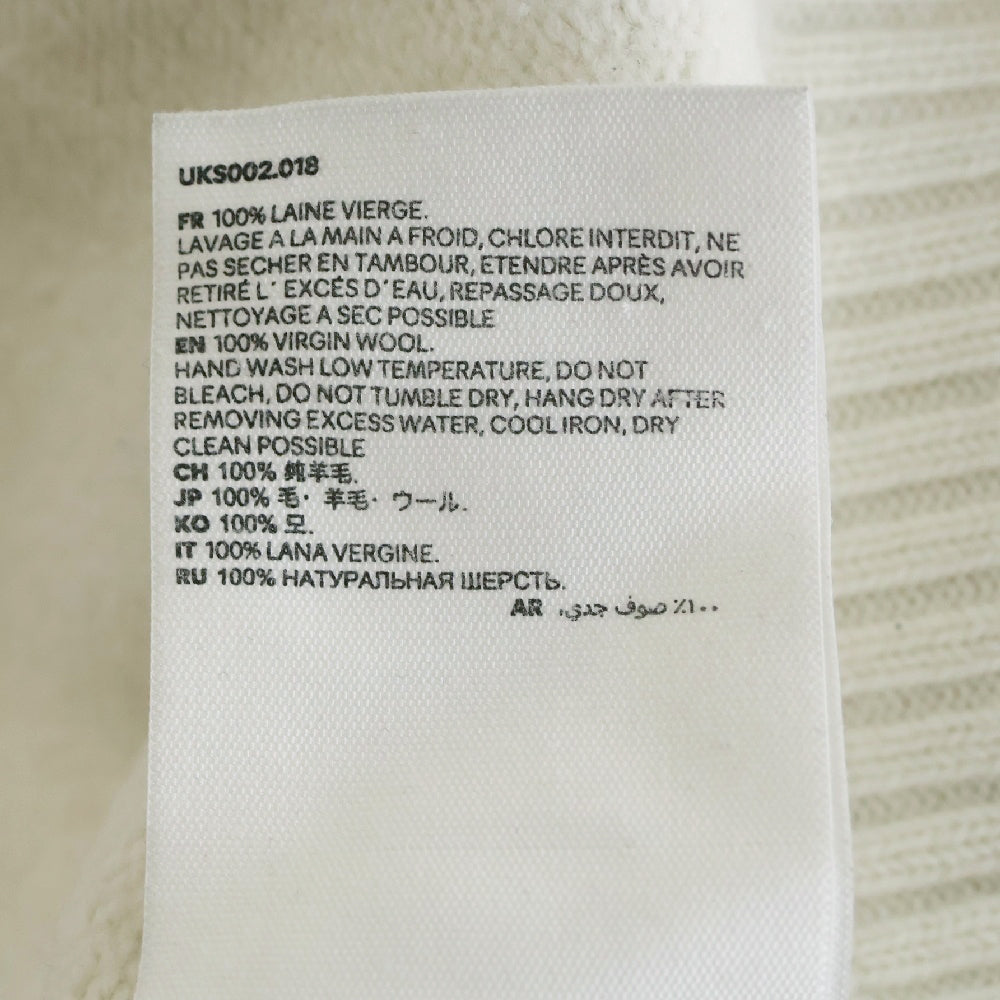 UKS002.018
FR 100% LAINE VIERGE.
LAVAGE A LA MAIN A FROID, CHLORE INTERDIT, NE
PAS SECHER EN TAMBOUR, ETENDRE APRÈS AVOIR
RETIRÉ L' EXCÉS D'EAU, REPASSAGE DOUX,
NETTOYAGE A SEC POSSIBLE
EN 100% VIRGIN WOOL.
HAND WASH LOW TEMPERATURE, DO NOT
BLEACH, DO NOT TUMBLE DRY, HANG DRY AFTER
REMOVING EXCESS WATER, COOL IRON, DRY
CLEAN POSSIBLE
CH 100% 纯羊毛.
JP 100% 毛· 羊毛· ウール.
KO 100% 모.
IT 100% LANA VERGINE.
RU 100% НАТУРАЛЬНАЯ ШЕРСТЬ.
AR ١٠٠٪ صوف جدي.